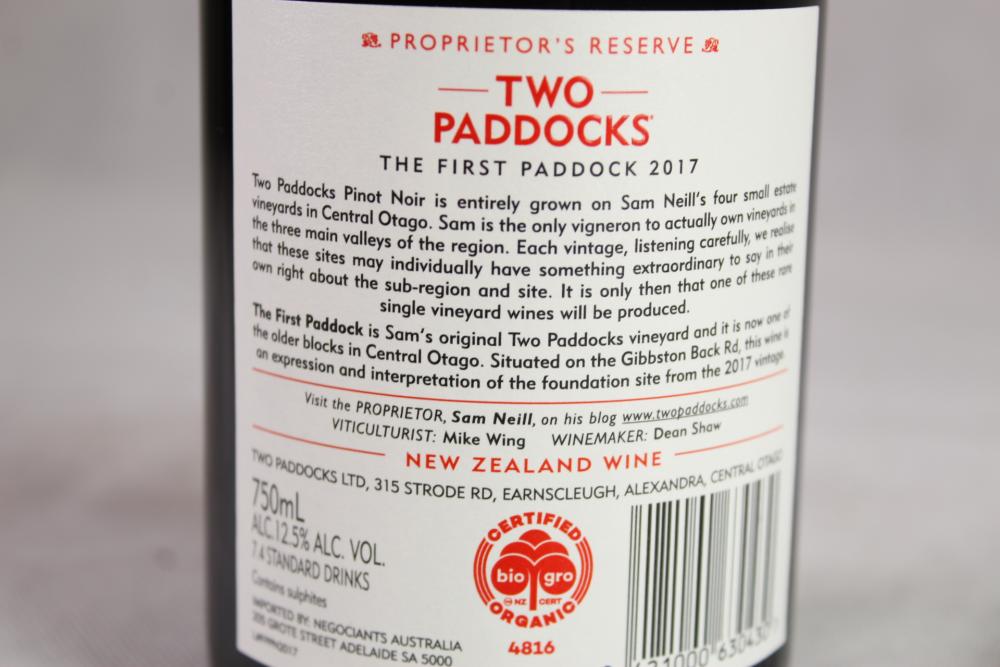 PROPRIETOR'S RESERVE
TWO
PADDOCKS
THE FIRST PADDOCK 2017
Two Paddocks Pinot Noir is entirely grown on Sam Neill's four small estate
vineyards in Central Otago. Sam is the only vigneron to actually own vineyards in
the three main valleys of the region. Each vintage, listening carefully, we realise
that these sites may individually have something extraordinary to say in their
own right about the sub-region and site. It is only then that one of these rare
single vineyard wines will be produced.
The First Paddock is Sam's original Two Paddocks vineyard and it is now one of
the older blocks in Central Otago. Situated on the Gibbston Back Rd, this wine is
an expression and interpretation of the foundation site from the 2017 vintage.
Visit the PROPRIETOR, Sam Neill, on his blog www.twopaddocks.com
VITICULTURIST: Mike Wing WINEMAKER: Dean Shaw
NEW ZEALAND WINE
TWO PADDOCKS LTD, 315 STRODE RD, EARNSCLEUGH, ALEXANDRA, CENTRAL OTAGO
750mL
ALC.12.5% ALC. VOL.
7.4 STANDARD DRINKS
Contains sulphites
IMPORTED BY: NEGOCIANTS AUSTRALIA
205 GROTE STREET ADELAIDE SA 5000
CERTIFIED
bio gro
NZ CERT
ORGANIC
4816
421000 630430